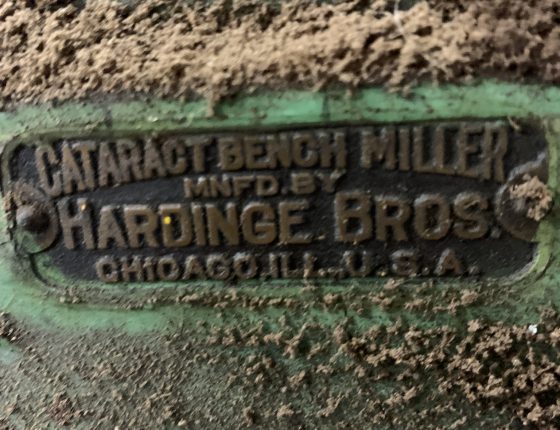 CATARACT BENCH MILLER
MNFD. BY
HARDINGE. BROS.
CHICAGO, ILL., U.S.A.